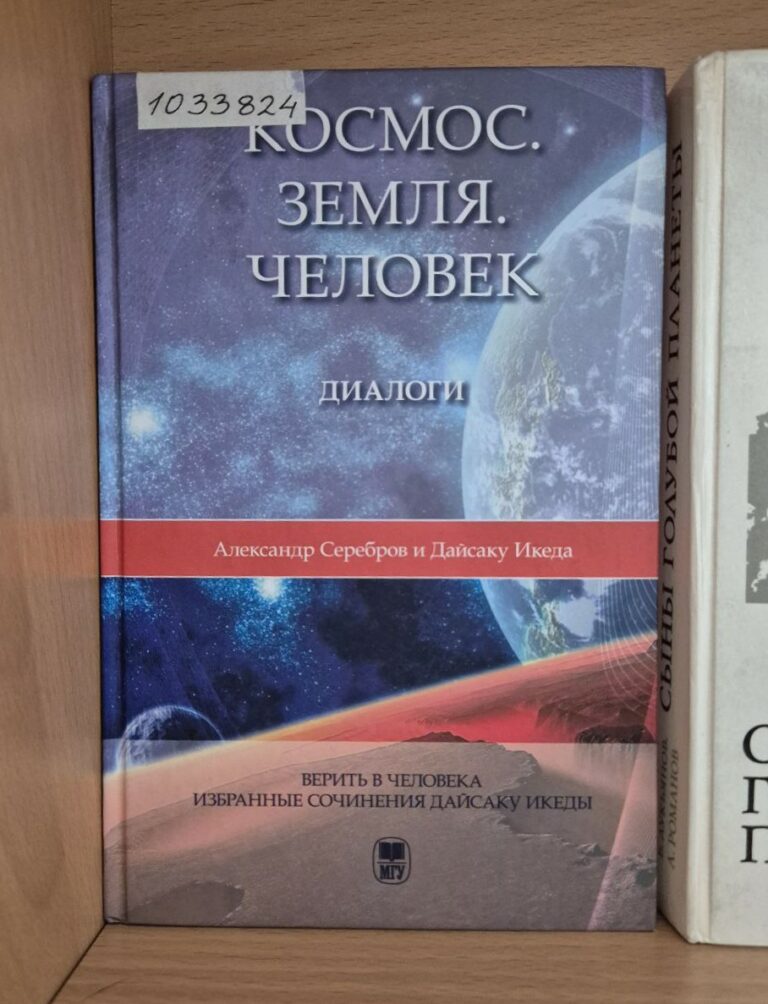 1033824
КОСМОС.
ЗЕМЛЯ.
ЧЕЛОВЕК
ДИАЛОГИ
Александр Серебров и Дайсаку Икеда
ВЕРИТЬ В ЧЕЛОВЕКА
ИЗБРАННЫЕ СОЧИНЕНИЯ ДАЙСАКУ ИКЕДЫ
МГУ
СЫНЫ ГОЛУБОЙ ПЛАНЕТЫ
А. РОМАНОВ